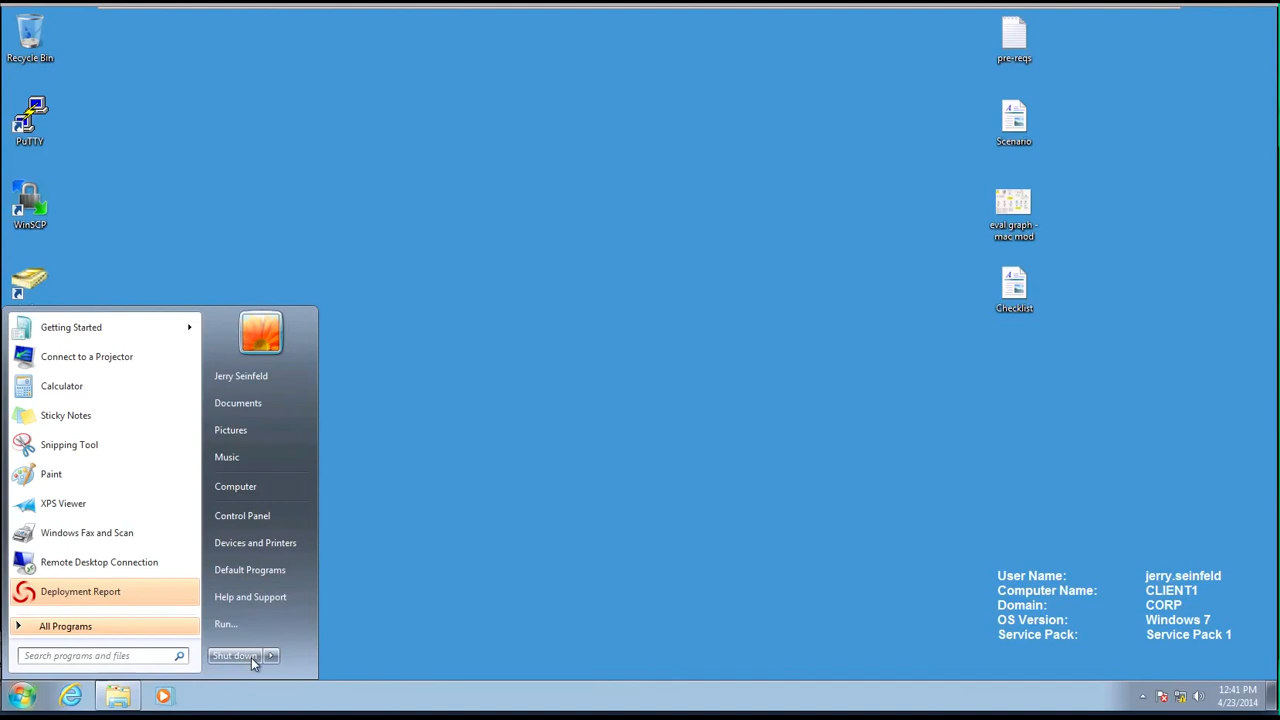 Recycle Bin
PuTTY
WinSCP
pre-reqs
Scenario
eval graph -
mac mod
Checklist
Getting Started
Connect to a Projector
Calculator
Sticky Notes
Snipping Tool
Paint
XPS Viewer
Windows Fax and Scan
Remote Desktop Connection
Deployment Report
All Programs
Search programs and files
Jerry Seinfeld
Documents
Pictures
Music
Computer
Control Panel
Devices and Printers
Default Programs
Help and Support
Run...
Shut down
User Name: jerry.seinfeld
Computer Name: CLIENT1
Domain: CORP
OS Version: Windows 7
Service Pack: Service Pack 1
12:41 PM
4/23/2014